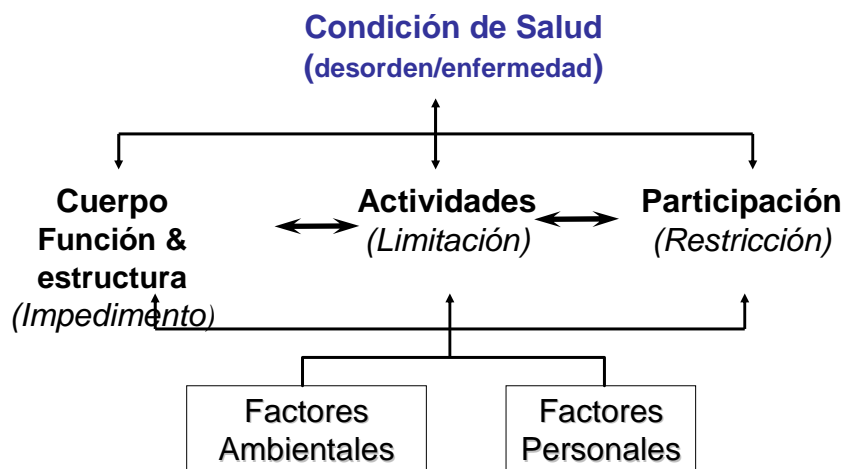 Condición de Salud
(desorden/enfermedad)
Cuerpo
Función &
estructura
(Impedimento)
Actividades
(Limitación)
Participación
(Restricción)
Factores
Ambientales
Factores
Personales